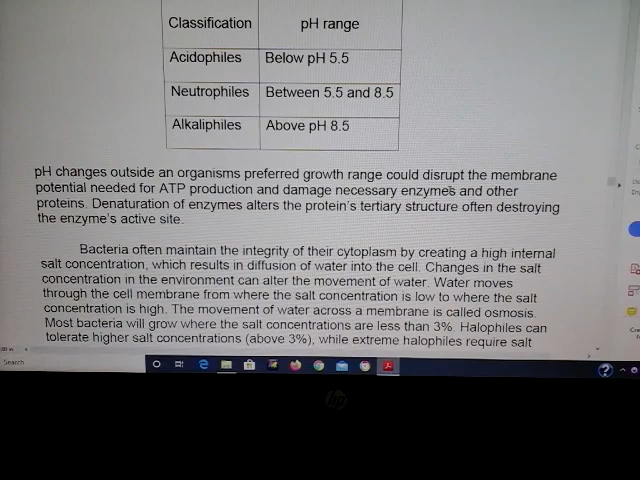 Classification pH range
Acidophiles Below pH 5.5
Neutrophiles Between 5.5 and 8.5
Alkaliphiles Above pH 8.5
pH changes outside an organisms preferred growth range could disrupt the membrane
potential needed for ATP production and damage necessary enzymes and other
proteins. Denaturation of enzymes alters the protein's tertiary structure often destroying
the enzyme's active site.
Bacteria often maintain the integrity of their cytoplasm by creating a high internal
salt concentration, which results in diffusion of water into the cell. Changes in the salt
concentration in the environment can alter the movement of water. Water moves
through the cell membrane from where the salt concentration is low to where the salt
concentration is high. The movement of water across a membrane is called osmosis.
Most bacteria will grow where the salt concentrations are less than 3%. Halophiles can
tolerate higher salt concentrations (above 3%), while extreme halophiles require salt
Search
hp